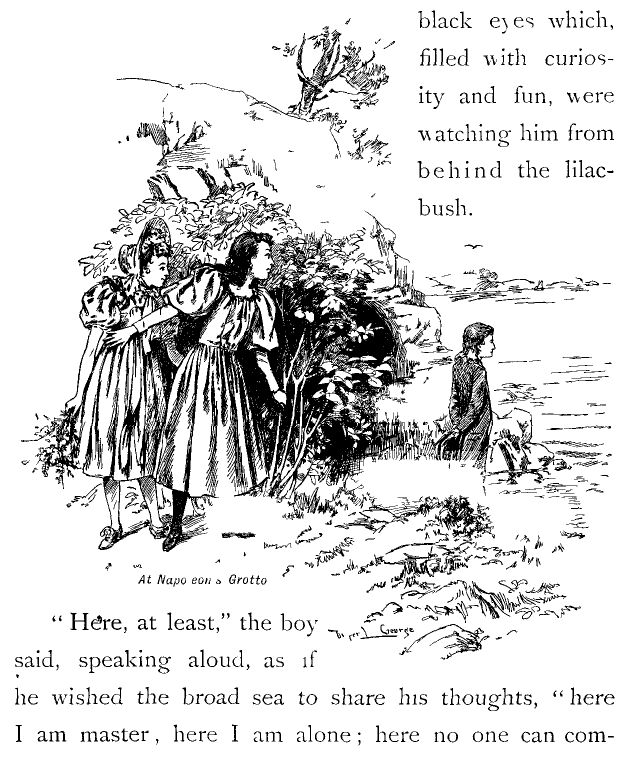 black eyes which,
filled with curios-
ity and fun, were
watching him from
behind the lilac-
bush.
At Napoeons Grotto
George
"Here, at least," the boy
said, speaking aloud, as if
he wished the broad sea to share his thoughts, "here
I am master, here I am alone; here no one can com-